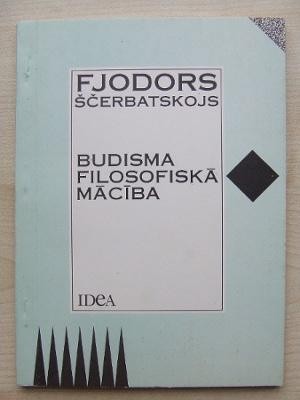 FJODORS
ŠČERBATSKOJS
BUDISMA
FILOSOFISKĀ
MĀCĪBA
IDeA